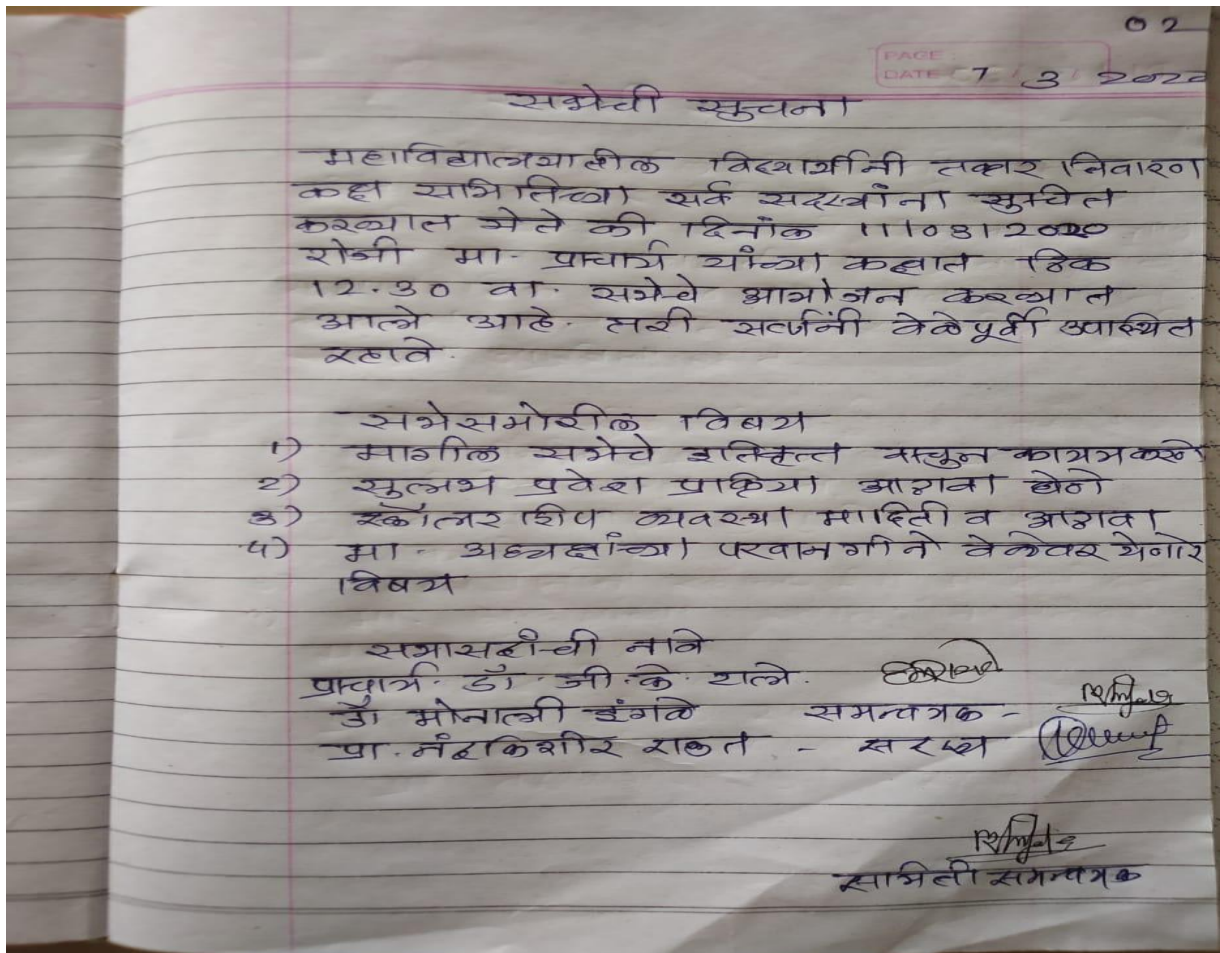 02
PAGE
DATE 7 3 2020
सभेची सुचना
महाविद्यालयातील विद्यार्थीनी तक्रार निवारण
कक्ष समितिच्या सर्व सदस्यांना सुचित
करण्यात येते की दिनांक 11/03/2020
रोजी मा. प्राचार्य यांच्या कक्षात ठिक
12.30 वा. सभेचे आयोजन करण्यात
आले आहे. तरी सर्वांनी वेळेपूर्वी उपस्थित
रहावे.
सभेसमोरील विषय
1) मागील सभेचे इतिवृत्त वाचून कायम करणे
2) सुलभ प्रवेश प्रक्रिया आढावा घेणे
3) स्कॉलरशिप व्यवस्था माहिती व आढावा
4) मा. अध्यक्षांच्या परवानगीने वेळेवर येणारे
विषय
सभासदांची नावे
प्राचार्य. डॉ. जी. के.
डॉ मोनाली इंगळे समन्वयक -
प्रा. नंदकिशोर राऊत - सदस्य
समिती समन्वयक